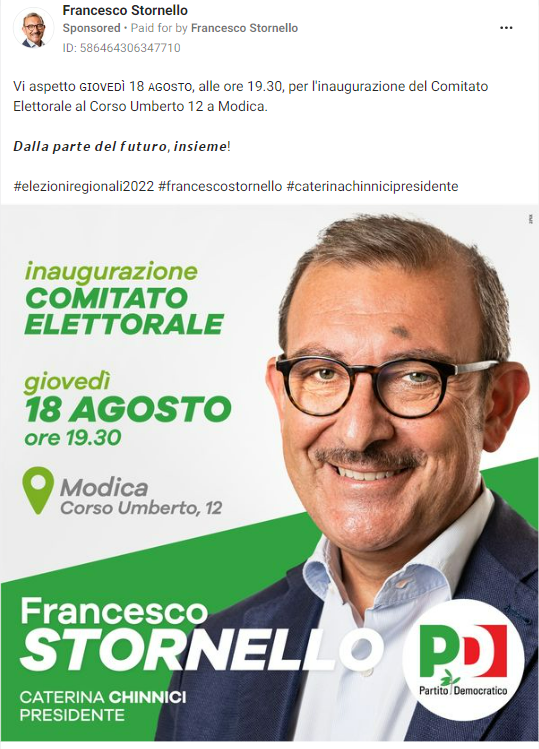 Francesco Stornello
Sponsored • Paid for by Francesco Stornello
ID: 586464306347710
Vi aspetto ɢɪᴏᴠᴇᴅÌ 18 ᴀɢᴏsᴛᴏ, alle ore 19.30, per l'inaugurazione del Comitato
Elettorale al Corso Umberto 12 a Modica.
𝘿𝙖𝙡𝙡𝙖 𝙥𝙖𝙧𝙩𝙚 𝙙𝙚𝙡 𝙛𝙪𝙩𝙪𝙧𝙤, 𝙞𝙣𝙨𝙞𝙚𝙢𝙚!
#elezioniregionali2022 #francescostornello #caterinachinnicipresidente
inaugurazione
COMITATO
ELETTORALE
giovedì
18 AGOSTO
ore 19.30
Modica
Corso Umberto, 12
Francesco
STORNELLO
CATERINA CHINNICI
PRESIDENTE
PD
Partito Democratico